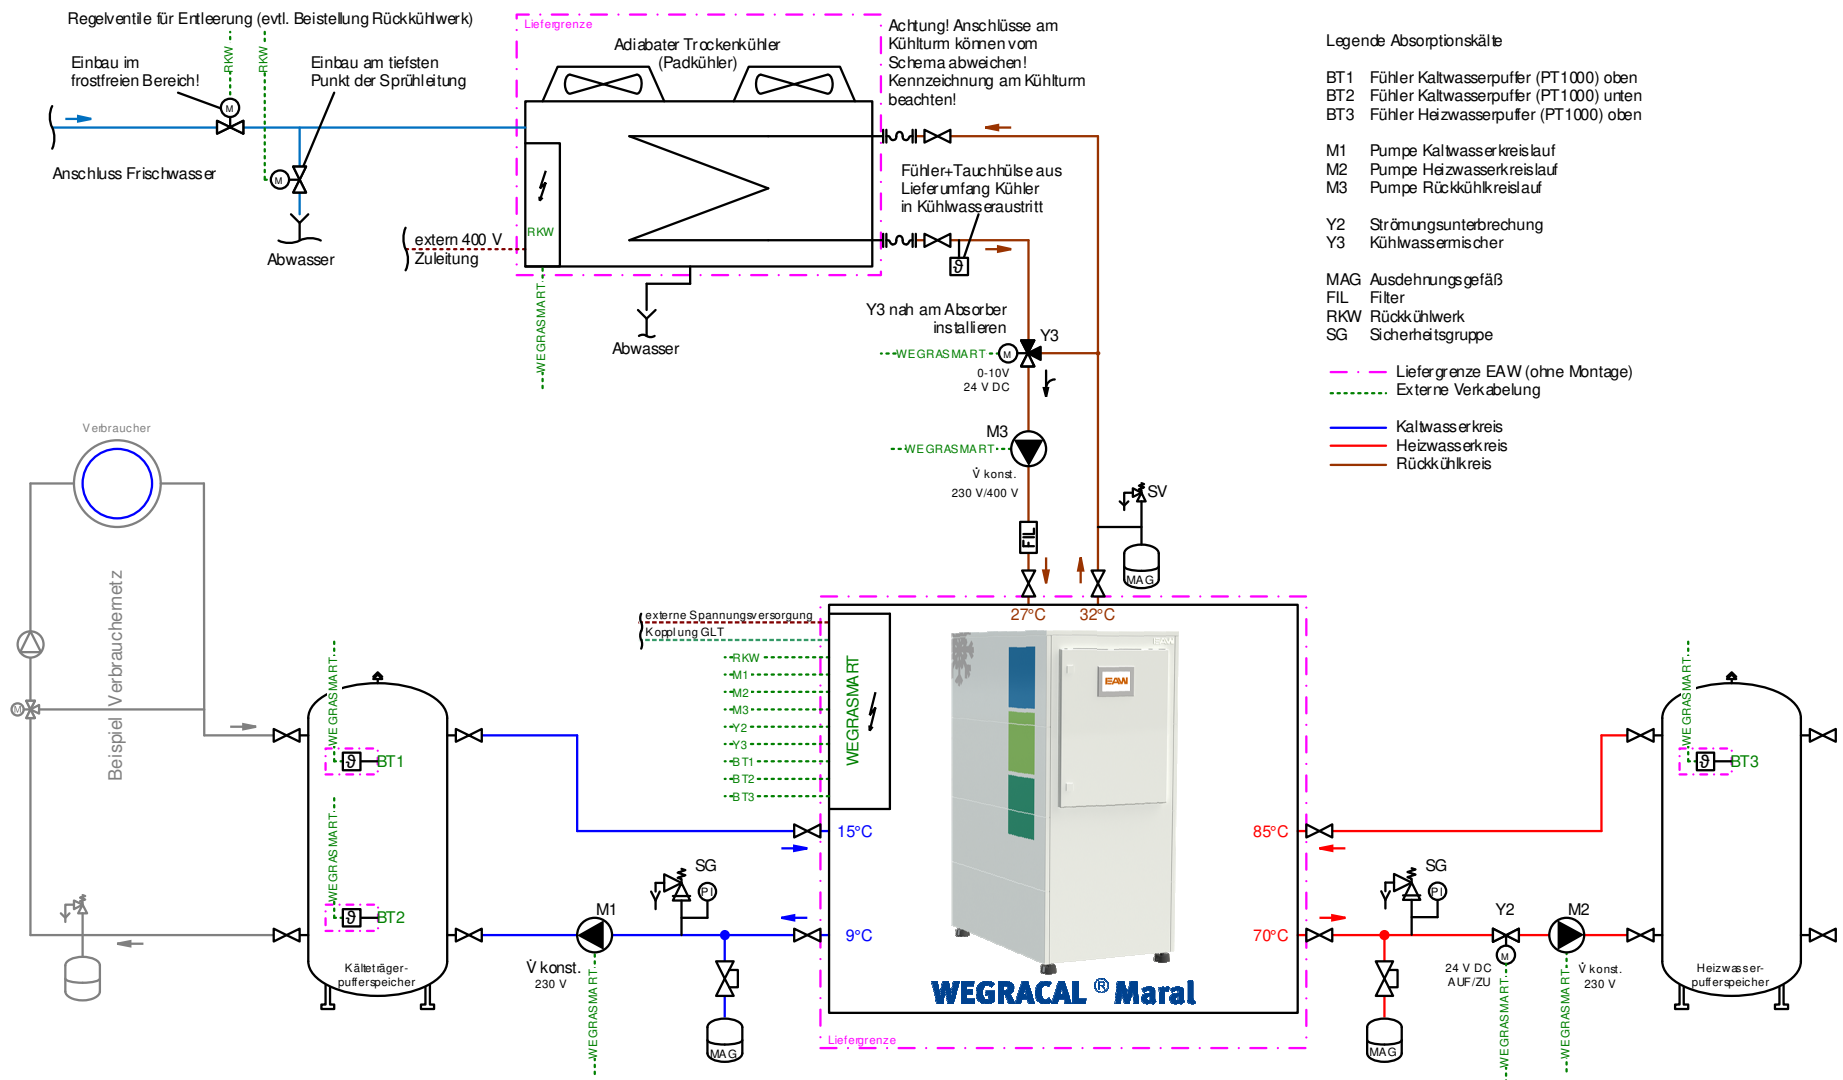 Regelventile für Entleerung (evtl. Beistellung Rückkühlwerk)
Einbau im
frostfreien Bereich!
RKW
RKW
Einbau am tiefsten
Punkt der Sprühleitung
M
M
Anschluss Frischwasser
Abwasser
Liefergrenze
Adiabater Trockenkühler
(Padkühler)
RKW
extern 400 V
Zuleitung
WEGRASMART
Abwasser
Achtung! Anschlüsse am
Kühlturm können vom
Schema abweichen!
Kennzeichnung am Kühlturm
beachten!
Fühler+Tauchhülse aus
Lieferumfang Kühler
in Kühlwasseraustritt
ϑ
Y3 nah am Absorber
installieren
Y3
WEGRASMART
M
0-10V
24 V DC
M3
WEGRASMART
V̇ konst.
230 V/400 V
FIL
SV
MAG
Legende Absorptionskälte
BT1 Fühler Kaltwasserpuffer (PT1000) oben
BT2 Fühler Kaltwasserpuffer (PT1000) unten
BT3 Fühler Heizwasserpuffer (PT1000) oben
M1 Pumpe Kaltwasserkreislauf
M2 Pumpe Heizwasserkreislauf
M3 Pumpe Rückkühlkreislauf
Y2 Strömungsunterbrechung
Y3 Kühlwassermischer
MAG Ausdehnungsgefäß
FIL Filter
RKW Rückkühlwerk
SG Sicherheitsgruppe
Liefergrenze EAW (ohne Montage)
Externe Verkabelung
Kaltwasserkreis
Heizwasserkreis
Rückkühlkreis
Verbraucher
Beispiel Verbrauchernetz
M
WEGRASMART
ϑ BT1
WEGRASMART
ϑ BT2
Kälteträger-
pufferspeicher
M1
V̇ konst.
230 V
WEGRASMART
SG
PI
MAG
externe Spannungsversorgung
Kopplung GLT
RKW
M1
M2
M3
Y2
Y3
BT1
BT2
BT3
WEGRASMART
27°C
32°C
15°C
9°C
85°C
70°C
EAW
EAW
WEGRACAL ® Maral
Liefergrenze
SG
PI
MAG
Y2
M
24 V DC
AUF/ZU
WEGRASMART
M2
V̇ konst.
230 V
WEGRASMART
WEGRASMART
ϑ BT3
Heizwasser-
pufferspeicher